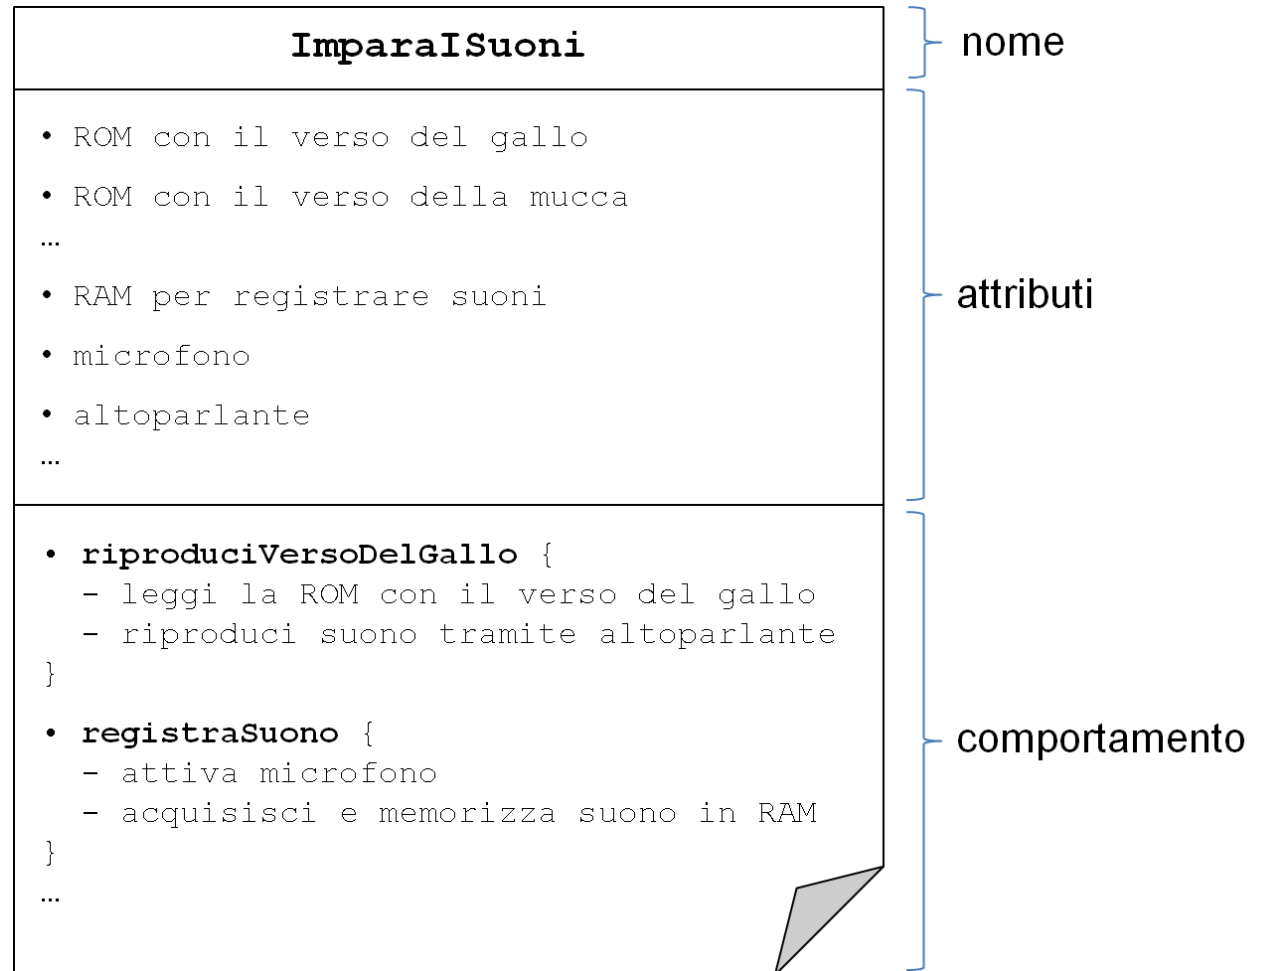 ImparaISuoni
nome
• ROM con il verso del gallo
• ROM con il verso della mucca
…
• RAM per registrare suoni
• microfono
• altoparlante
…
attributi
• riproduciVersoDelGallo {
– leggi la ROM con il verso del gallo
– riproduci suono tramite altoparlante
}
• registraSuono {
– attiva microfono
– acquisisci e memorizza suono in RAM
}
…
comportamento